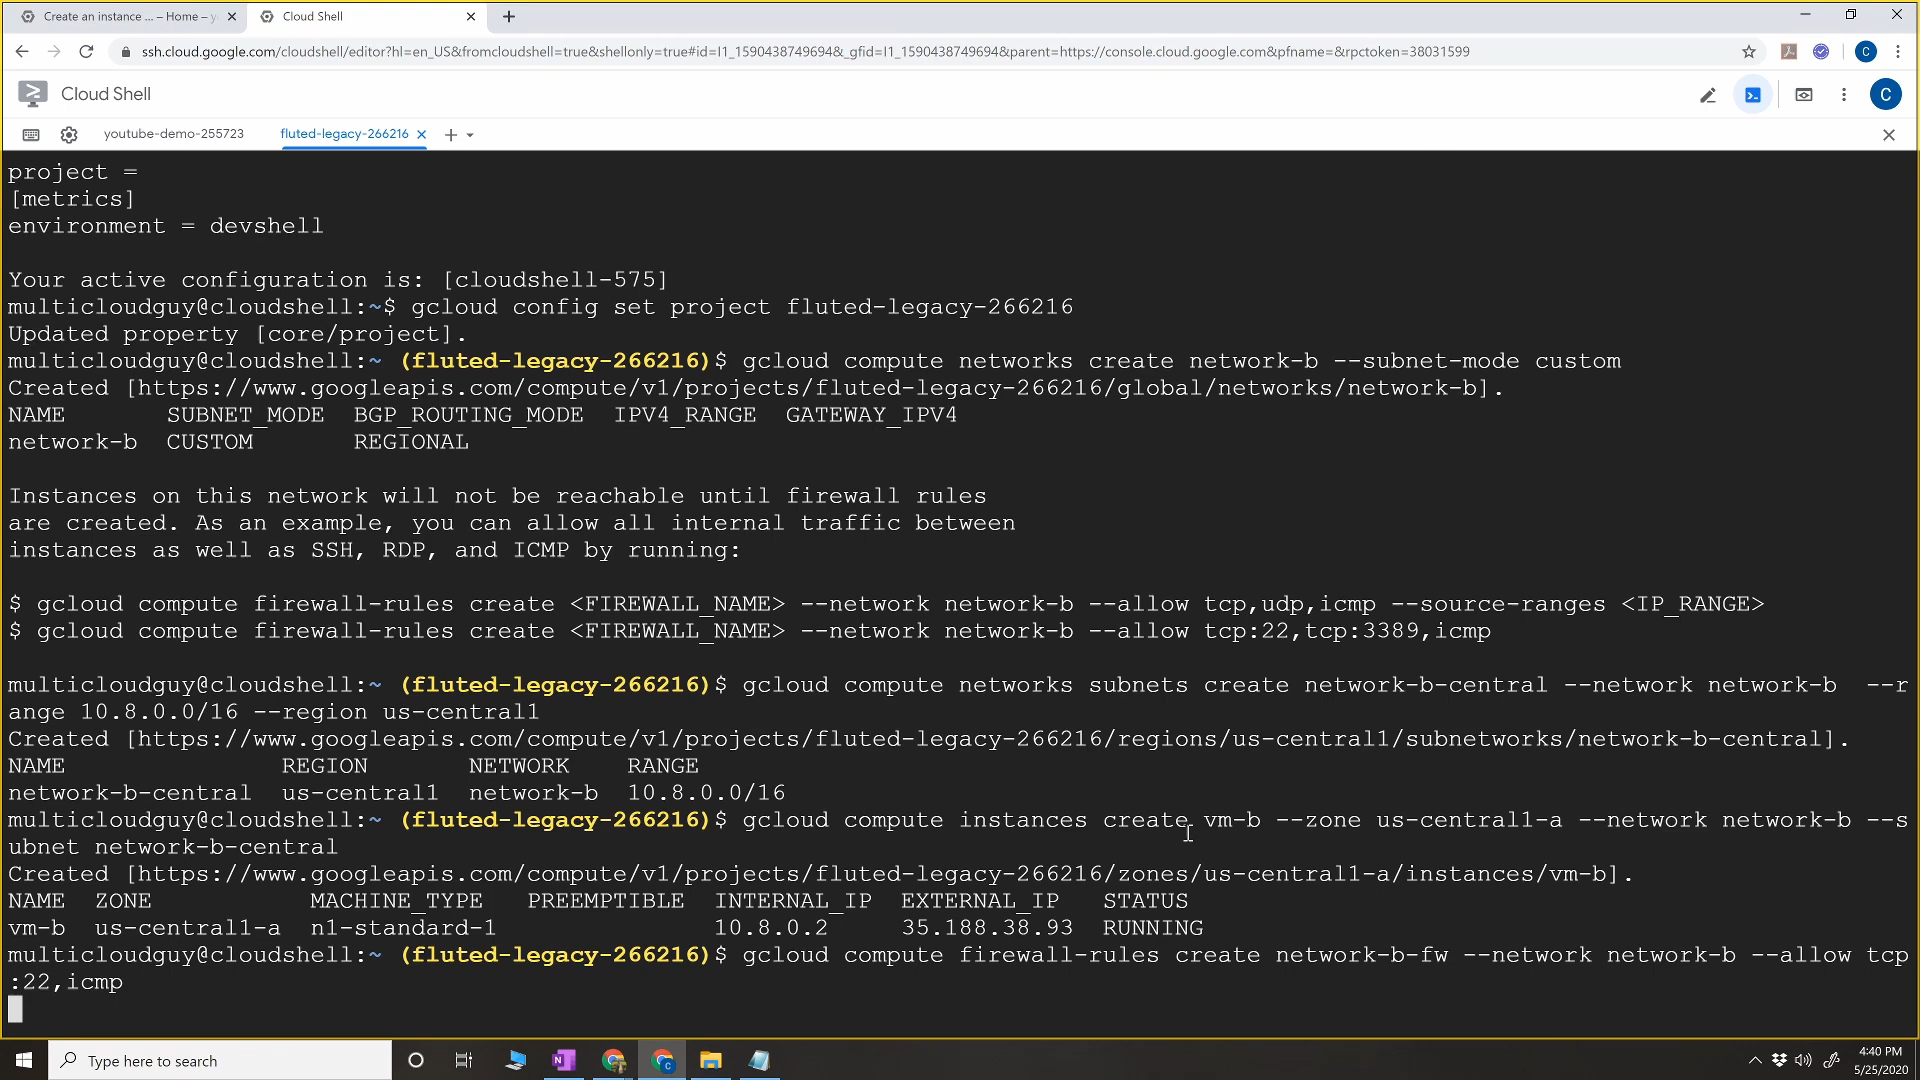 Create an instance ... – Home – y
Cloud Shell
ssh.cloud.google.com/cloudshell/editor?hl=en_US&fromcloudshell=true&shellonly=true#id=I1_1590438749694&_gfid=I1_1590438749694&parent=https://console.cloud.google.com&pfname=&rpctoken=38031599
C
Cloud Shell
C
youtube-demo-255723
fluted-legacy-266216
project =
[metrics]
environment = devshell
Your active configuration is: [cloudshell-575]
multicloudguy@cloudshell:~$ gcloud config set project fluted-legacy-266216
Updated property [core/project].
multicloudguy@cloudshell:~ (fluted-legacy-266216)$ gcloud compute networks create network-b --subnet-mode custom
Created [https://www.googleapis.com/compute/v1/projects/fluted-legacy-266216/global/networks/network-b].
NAME SUBNET_MODE BGP_ROUTING_MODE IPV4_RANGE GATEWAY_IPV4
network-b CUSTOM REGIONAL
Instances on this network will not be reachable until firewall rules
are created. As an example, you can allow all internal traffic between
instances as well as SSH, RDP, and ICMP by running:
$ gcloud compute firewall-rules create <FIREWALL_NAME> --network network-b --allow tcp,udp,icmp --source-ranges <IP_RANGE>
$ gcloud compute firewall-rules create <FIREWALL_NAME> --network network-b --allow tcp:22,tcp:3389,icmp
multicloudguy@cloudshell:~ (fluted-legacy-266216)$ gcloud compute networks subnets create network-b-central --network network-b --r
ange 10.8.0.0/16 --region us-central1
Created [https://www.googleapis.com/compute/v1/projects/fluted-legacy-266216/regions/us-central1/subnetworks/network-b-central].
NAME REGION NETWORK RANGE
network-b-central us-central1 network-b 10.8.0.0/16
multicloudguy@cloudshell:~ (fluted-legacy-266216)$ gcloud compute instances create vm-b --zone us-central1-a --network network-b --s
ubnet network-b-central
Created [https://www.googleapis.com/compute/v1/projects/fluted-legacy-266216/zones/us-central1-a/instances/vm-b].
NAME ZONE MACHINE_TYPE PREEMPTIBLE INTERNAL_IP EXTERNAL_IP STATUS
vm-b us-central1-a n1-standard-1 10.8.0.2 35.188.38.93 RUNNING
multicloudguy@cloudshell:~ (fluted-legacy-266216)$ gcloud compute firewall-rules create network-b-fw --network network-b --allow tcp
:22,icmp
Type here to search
4:40 PM
5/25/2020